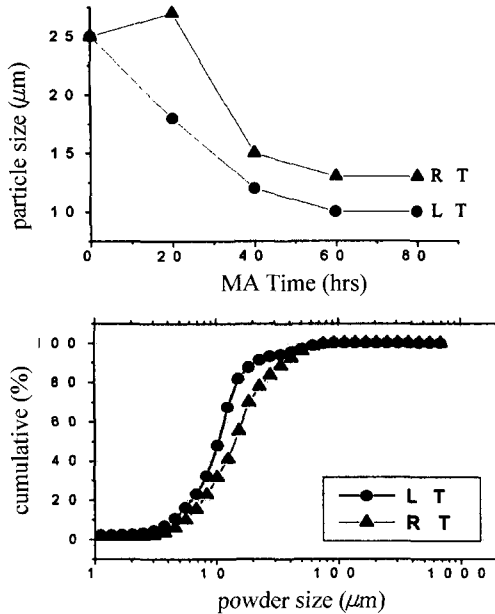 25
20
15
10
particle size (μm)
R T
L T
0 20 40 60 80
MA Time (hrs)
00
80
60
40
20
0
cumulative (%)
L T
R T
1 10 100 1000
powder size (μm)